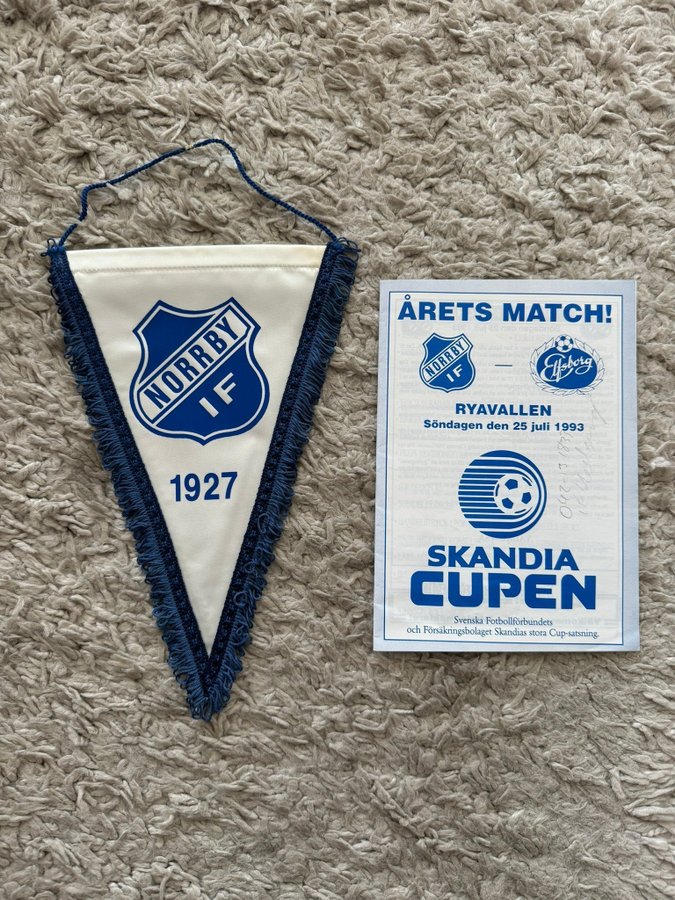 NORRBY
IF
1927
ÅRETS MATCH!
NORRBY
IF
—
Elfsborg
RYAVALLEN
Söndagen den 25 juli 1993
SKANDIA
CUPEN
Svenska Fotbollförbundets
och Försäkringsbolaget Skandias stora Cup-satsning.